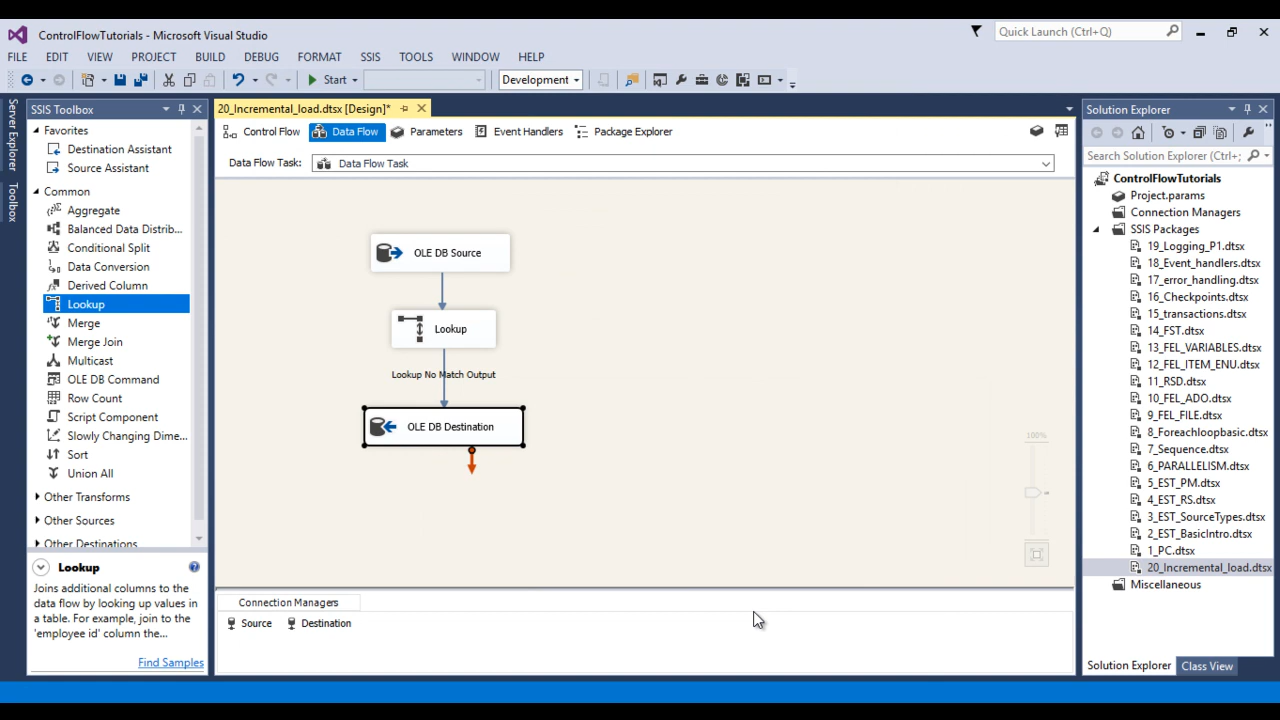 ControlFlowTutorials - Microsoft Visual Studio
Quick Launch (Ctrl+Q)
FILE EDIT VIEW PROJECT BUILD DEBUG FORMAT SSIS TOOLS WINDOW HELP
Start Development
Server Explorer
Toolbox
SSIS Toolbox
Favorites
Destination Assistant
Source Assistant
Common
Aggregate
Balanced Data Distrib...
Conditional Split
Data Conversion
Derived Column
Lookup
Merge
Merge Join
Multicast
OLE DB Command
Row Count
Script Component
Slowly Changing Dime...
Sort
Union All
Other Transforms
Other Sources
Other Destinations
Lookup
Joins additional columns to the
data flow by looking up values in
a table. For example, join to the
'employee id' column the...
Find Samples
20_Incremental_load.dtsx [Design]*
Control Flow Data Flow Parameters Event Handlers Package Explorer
Data Flow Task: Data Flow Task
OLE DB Source
Lookup
Lookup No Match Output
OLE DB Destination
100%
Connection Managers
Source Destination
Solution Explorer
Search Solution Explorer (Ctrl+;
ControlFlowTutorials
Project.params
Connection Managers
SSIS Packages
19_Logging_P1.dtsx
18_Event_handlers.dtsx
17_error_handling.dtsx
16_Checkpoints.dtsx
15_transactions.dtsx
14_FST.dtsx
13_FEL_VARIABLES.dtsx
12_FEL_ITEM_ENU.dtsx
11_RSD.dtsx
10_FEL_ADO.dtsx
9_FEL_FILE.dtsx
8_Foreachloopbasic.dtsx
7_Sequence.dtsx
6_PARALLELISM.dtsx
5_EST_PM.dtsx
4_EST_RS.dtsx
3_EST_SourceTypes.dtsx
2_EST_BasicIntro.dtsx
1_PC.dtsx
20_Incremental_load.dtsx
Miscellaneous
Solution Explorer Class View